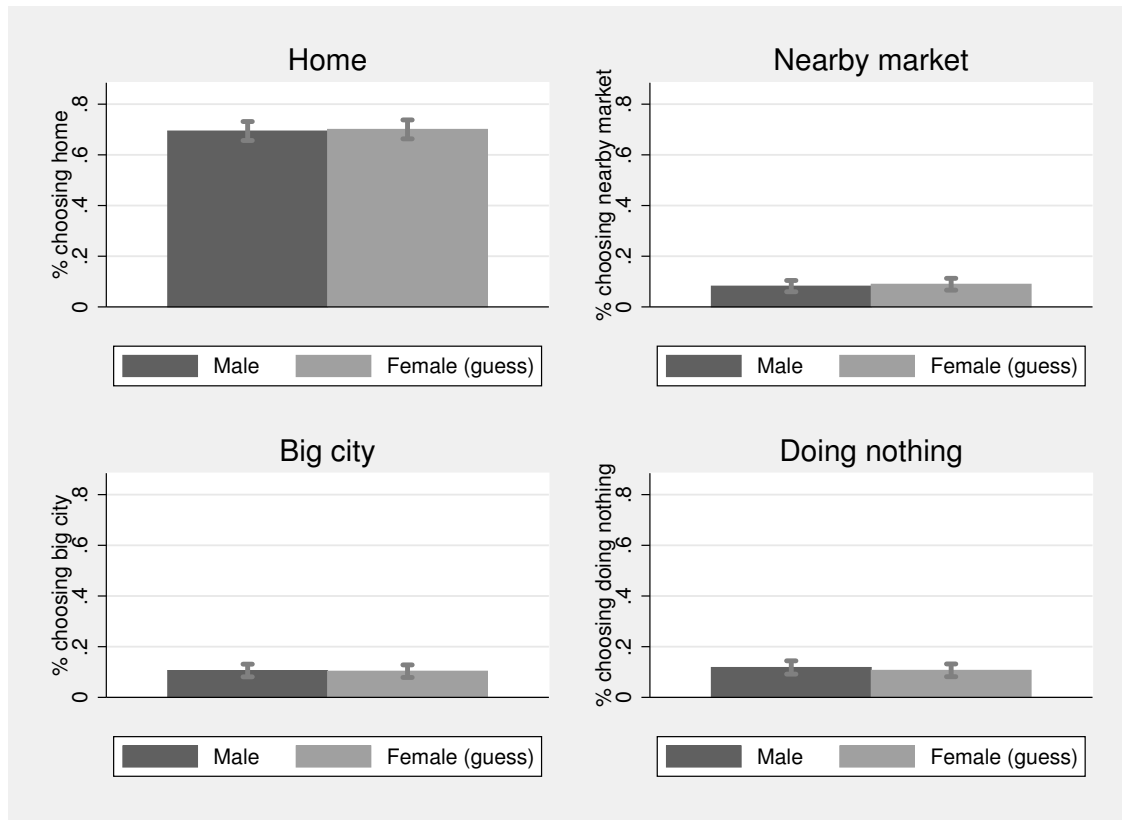 Home
% choosing home
.8
.6
.4
.2
0
Male
Female (guess)
Nearby market
% choosing nearby market
.8
.6
.4
.2
0
Male
Female (guess)
Big city
% choosing big city
.8
.6
.4
.2
0
Male
Female (guess)
Doing nothing
% choosing doing nothing
.8
.6
.4
.2
0
Male
Female (guess)